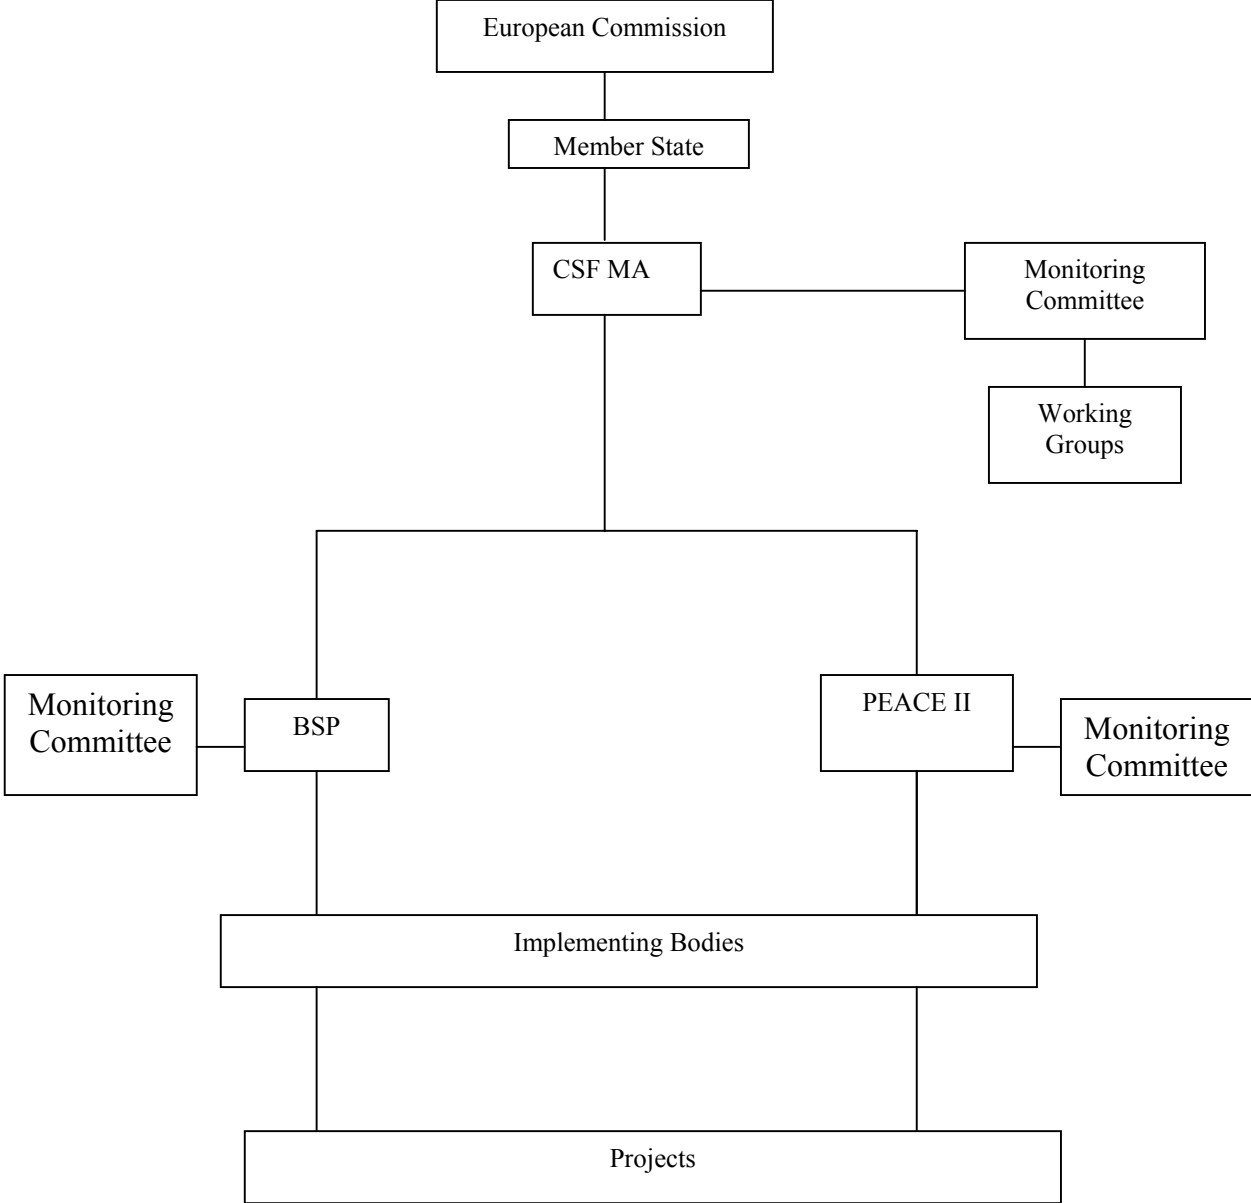 European Commission
Member State
CSF MA
Monitoring
Committee
Working
Groups
Monitoring
Committee
BSP
PEACE II
Monitoring
Committee
Implementing Bodies
Projects